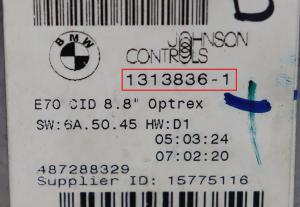 BMW
JOHNSON
CONTROLS
1313836-1
E70 CID 8.8" Optrex
SW:6A.50.45 HW:D1
05:03:24
07:02:20
487288329
Supplier ID: 15775116